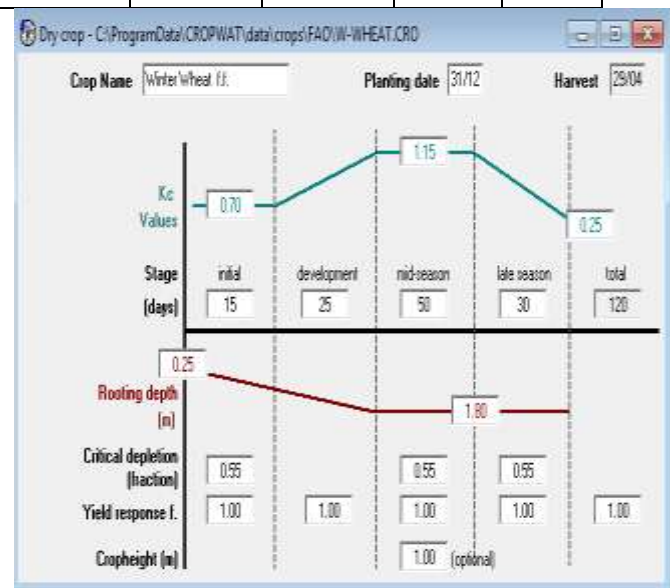 Dry crop - C:\ProgramData\CROPWAT\data\crops\FAO\W-WHEAT.CRO
Crop Name Winter Wheat f.f. Planting date 31/12 Harvest 29/04
1.15
Kc 0.70
Values 0.25
Stage initial development mid-season late season total
(days) 15 25 50 30 120
0.25
Rooting depth 1.80
(m)
Critical depletion 0.55 0.55 0.55
(fraction)
Yield response f. 1.00 1.00 1.00 1.00 1.00
Cropheight (m) 1.00 (optional)